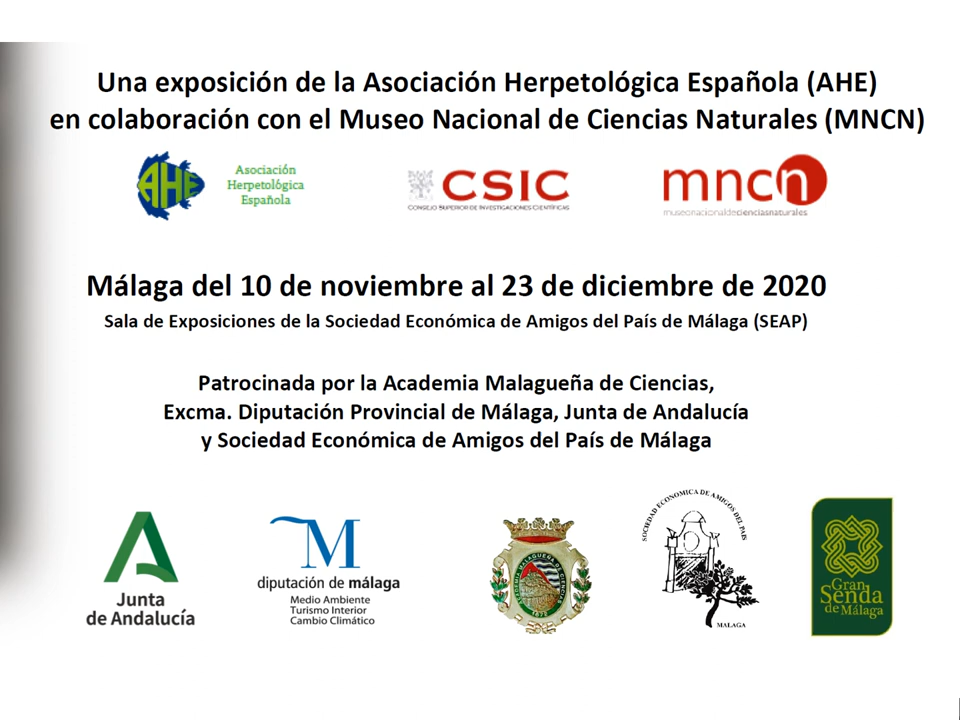 Una exposición de la Asociación Herpetológica Española (AHE)
en colaboración con el Museo Nacional de Ciencias Naturales (MNCN)
AHE
Asociación
Herpetológica
Española
CSIC
CONSEJO SUPERIOR DE INVESTIGACIONES CIENTÍFICAS
mncn
museonacionaldecienciasnaturales
Málaga del 10 de noviembre al 23 de diciembre de 2020
Sala de Exposiciones de la Sociedad Económica de Amigos del País de Málaga (SEAP)
Patrocinada por la Academia Malagueña de Ciencias,
Excma. Diputación Provincial de Málaga, Junta de Andalucía
y Sociedad Económica de Amigos del País de Málaga
Junta
de Andalucía
M
diputación de málaga
Medio Ambiente
Turismo Interior
Cambio Climático
SOCIEDAD ECONOMICA DE AMIGOS DEL PAIS
MALAGA
Gran
Senda
de Málaga